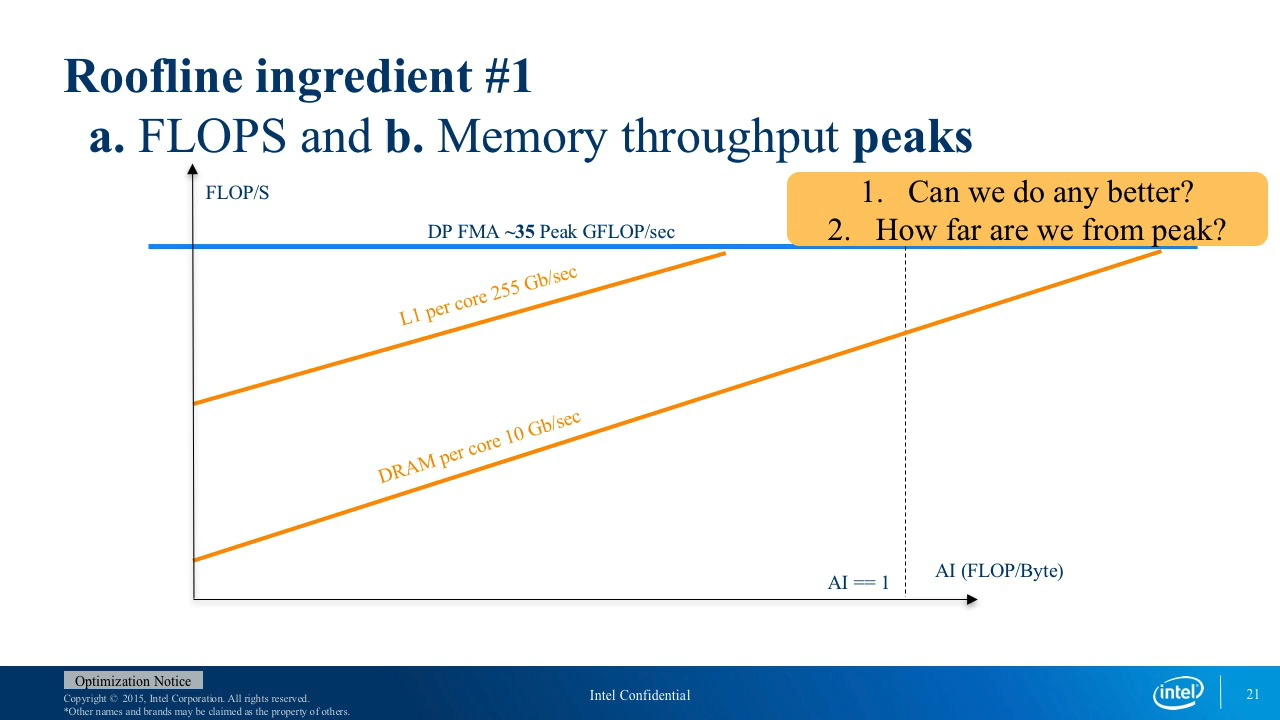 Roofline ingredient #1
a. FLOPS and b. Memory throughput peaks
FLOP/S
1. Can we do any better?
2. How far are we from peak?
DP FMA ~35 Peak GFLOP/sec
L1 per core 255 Gb/sec
DRAM per core 10 Gb/sec
AI == 1
AI (FLOP/Byte)
Optimization Notice
Copyright © 2015, Intel Corporation. All rights reserved.
*Other names and brands may be claimed as the property of others.
Intel Confidential
intel
21